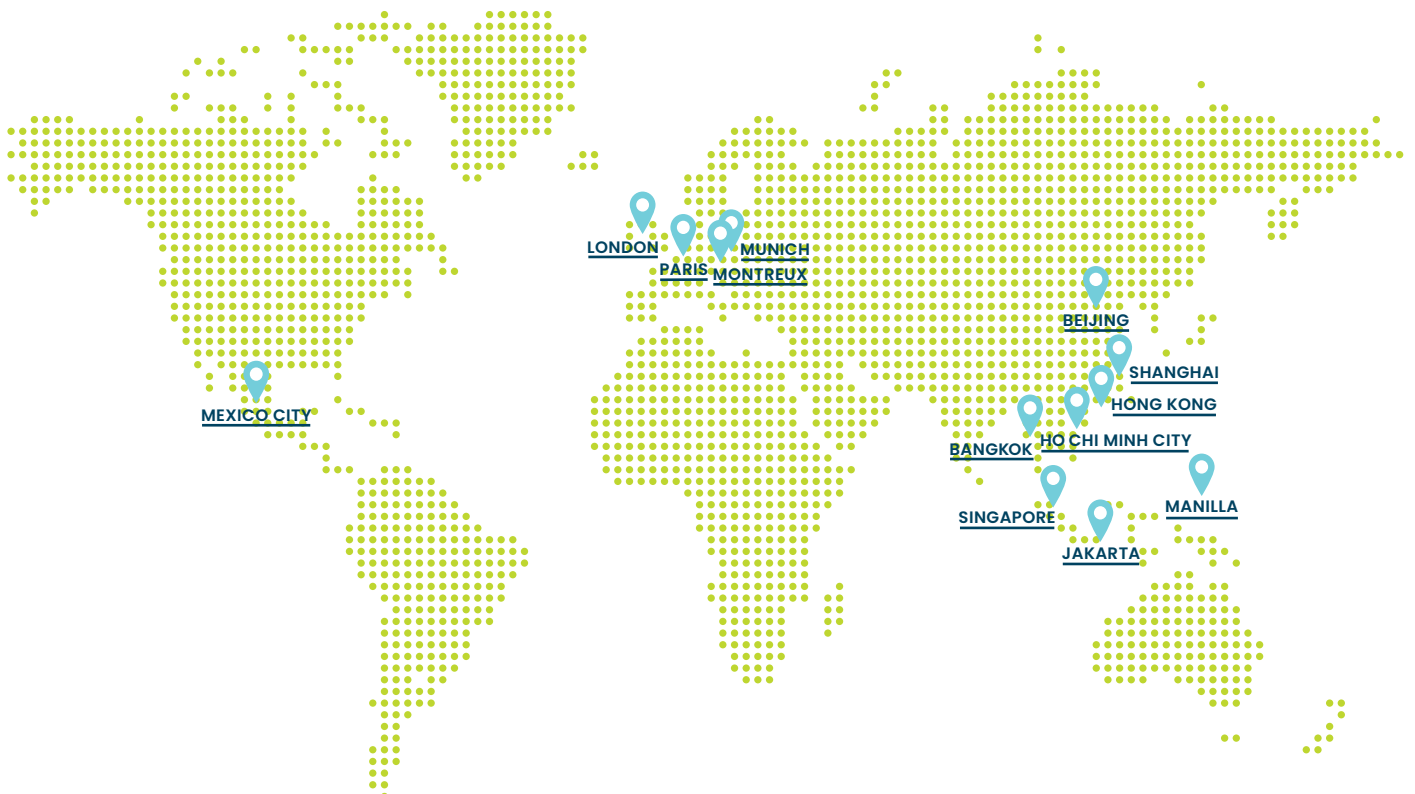 LONDON
MUNICH
PARIS
MONTREUX
BEIJING
SHANGHAI
HONG KONG
MEXICO CITY
HO CHI MINH CITY
BANGKOK
MANILLA
SINGAPORE
JAKARTA